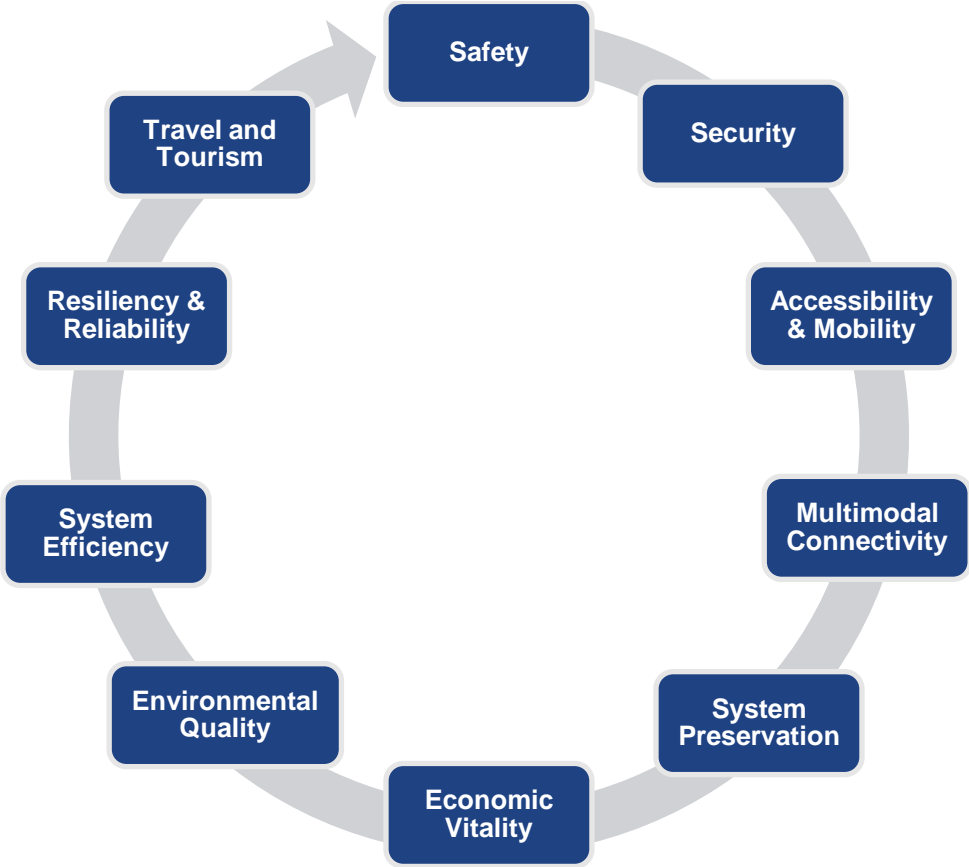 Safety
Security
Accessibility
& Mobility
Multimodal
Connectivity
System
Preservation
Economic
Vitality
Environmental
Quality
System
Efficiency
Resiliency &
Reliability
Travel and
Tourism